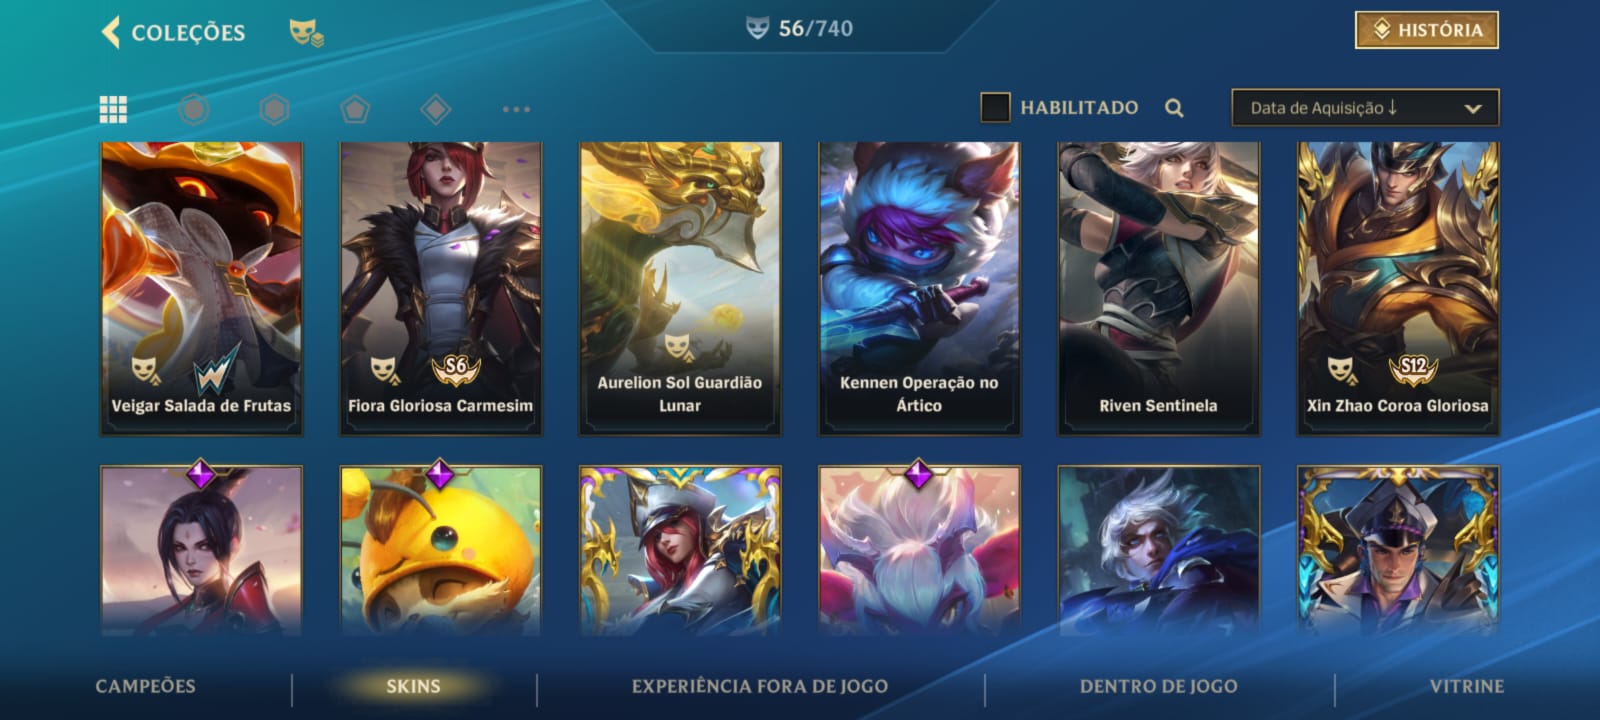 COLEÇÕES
56/740
HISTÓRIA
HABILITADO
Data de Aquisição ↓
Veigar Salada de Frutas
S6
Fiora Gloriosa Carmesim
Aurelion Sol Guardião
Lunar
Kennen Operação no
Ártico
Riven Sentinela
S12
Xin Zhao Coroa Gloriosa
CAMPEÕES
SKINS
EXPERIÊNCIA FORA DE JOGO
DENTRO DE JOGO
VITRINE